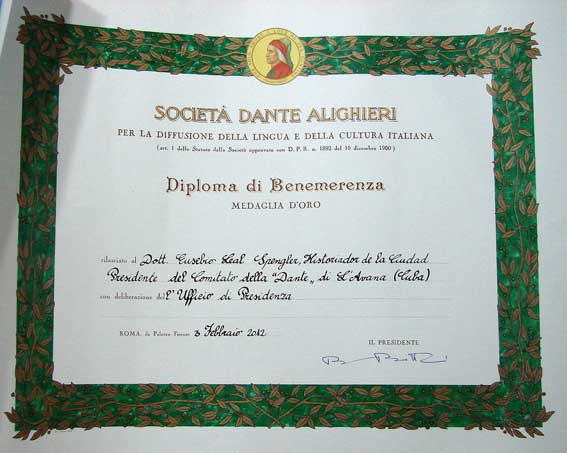 SOCIETÀ DANTE ALIGHIERI
PER LA DIFFUSIONE DELLA LINGUA E DELLA CULTURA ITALIANA
(art. 1 dello Statuto della Società approvato con D. P. R. n. 1892 del 10 dicembre 1960)
Diploma di Benemerenza
MEDAGLIA D'ORO
rilasciato al Dott. Eusebio Leal Spengler, Historiador de la Ciudad
Presidente del Comitato della "Dante" di L'Avana (Cuba)
con deliberazione del l'Ufficio di Presidenza
ROMA, da Palazzo Firenze 3 Febbraio 2012
IL PRESIDENTE